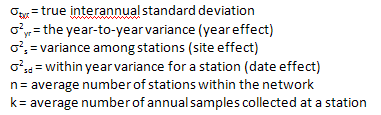 σtxt = true interannual standard deviation
σ²yr = the year-to-year variance (year effect)
σ²s = variance among stations (site effect)
σ²sd = within year variance for a station (date effect)
n = average number of stations within the network
k = average number of annual samples collected at a station